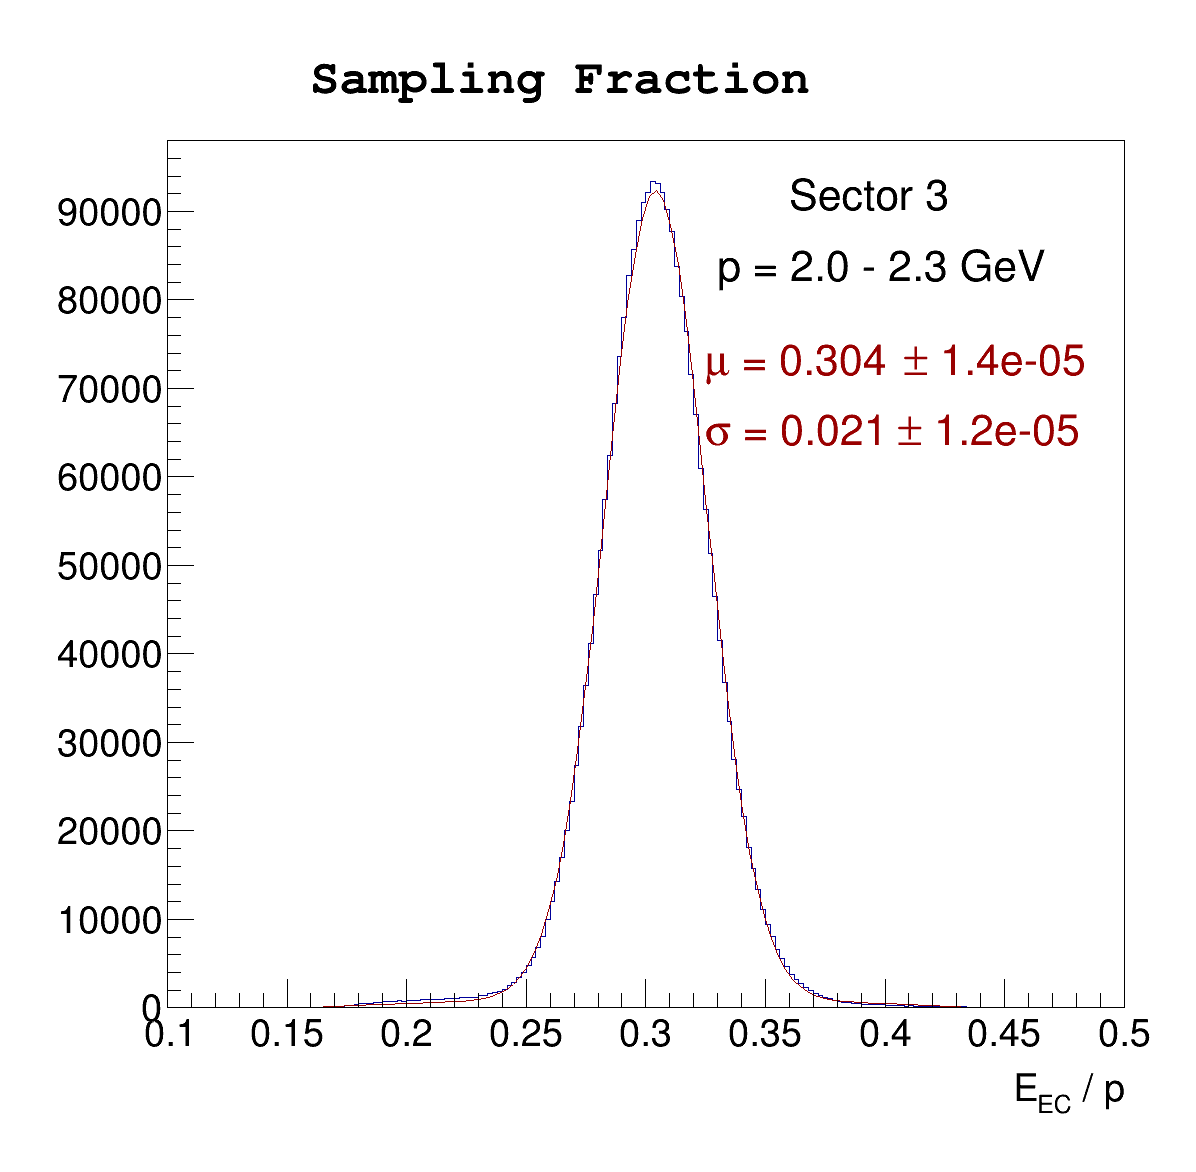 Sampling Fraction
Sector 3
p = 2.0 - 2.3 GeV
μ = 0.304 ± 1.4e-05
σ = 0.021 ± 1.2e-05
90000
80000
70000
60000
50000
40000
30000
20000
10000
0
0.1 0.15 0.2 0.25 0.3 0.35 0.4 0.45 0.5
E_EC / p